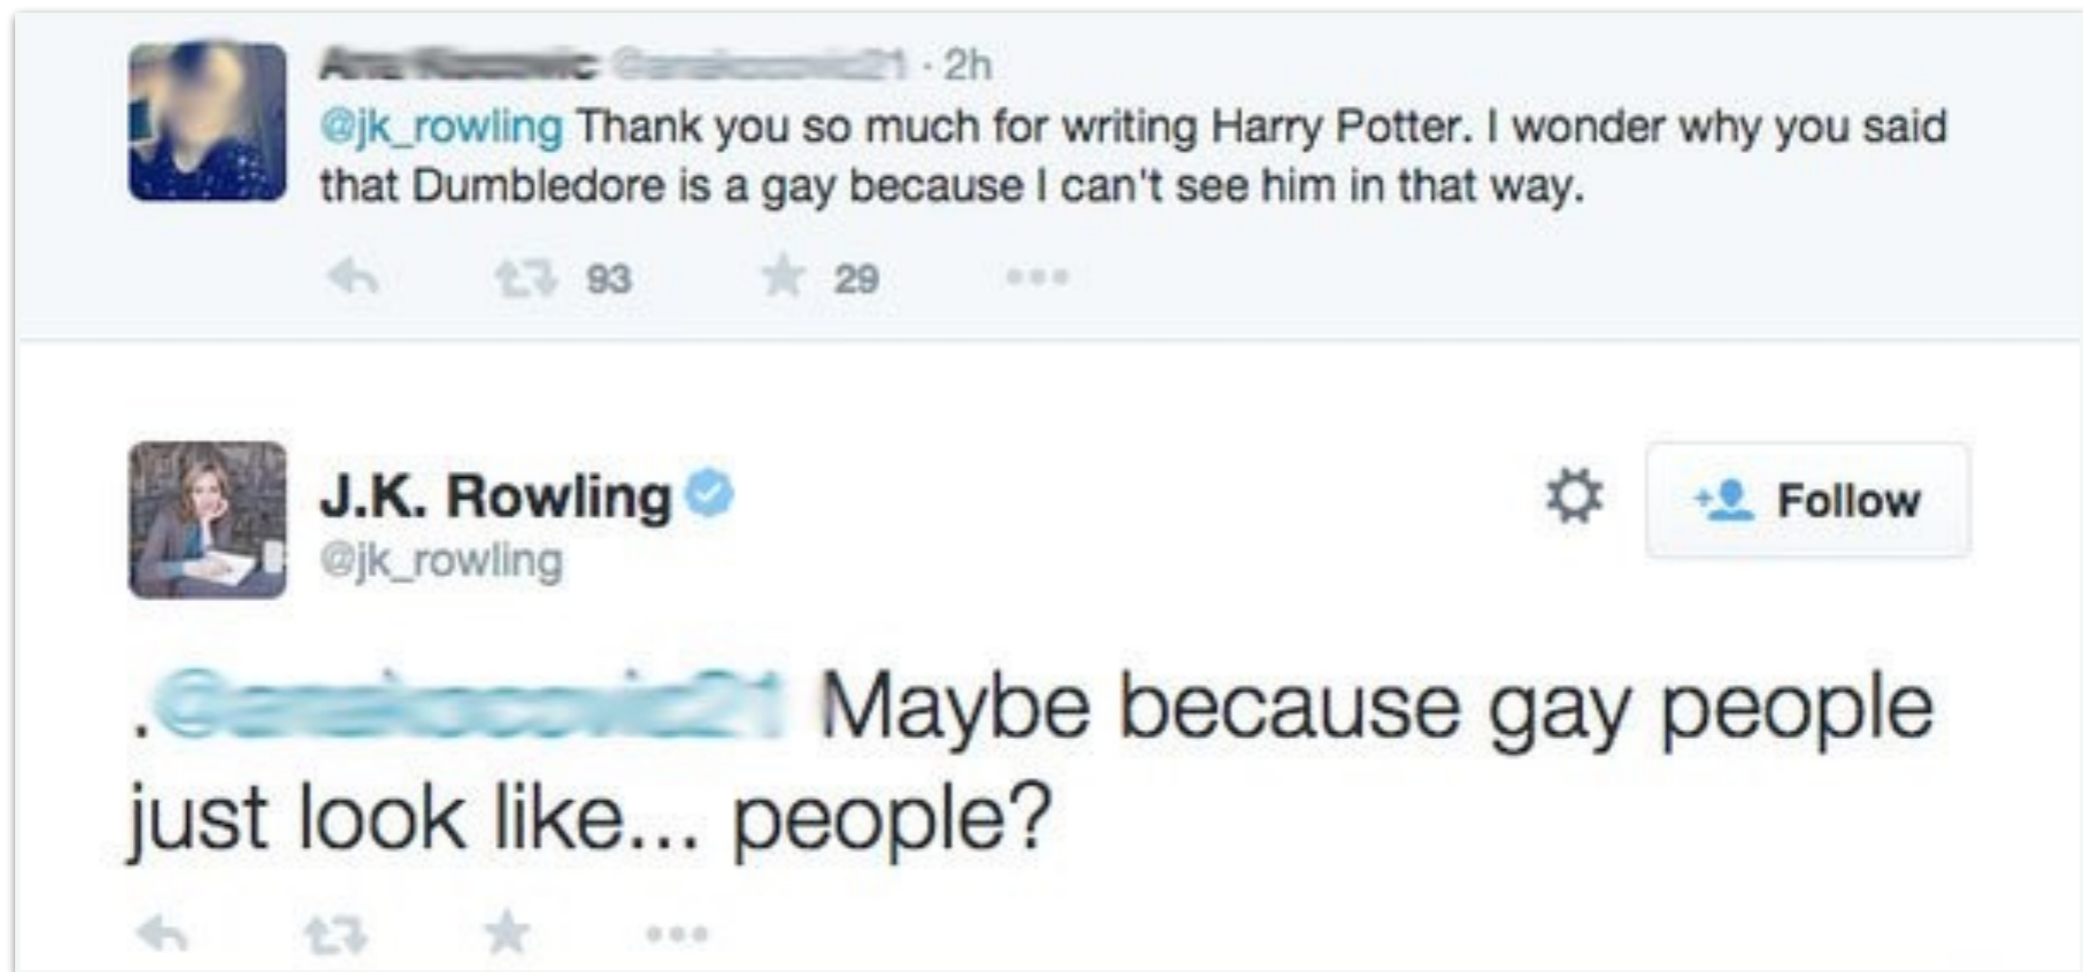 · 2h
@jk_rowling Thank you so much for writing Harry Potter. I wonder why you said
that Dumbledore is a gay because I can't see him in that way.
93 29
J.K. Rowling
@jk_rowling
Follow
. Maybe because gay people
just look like... people?